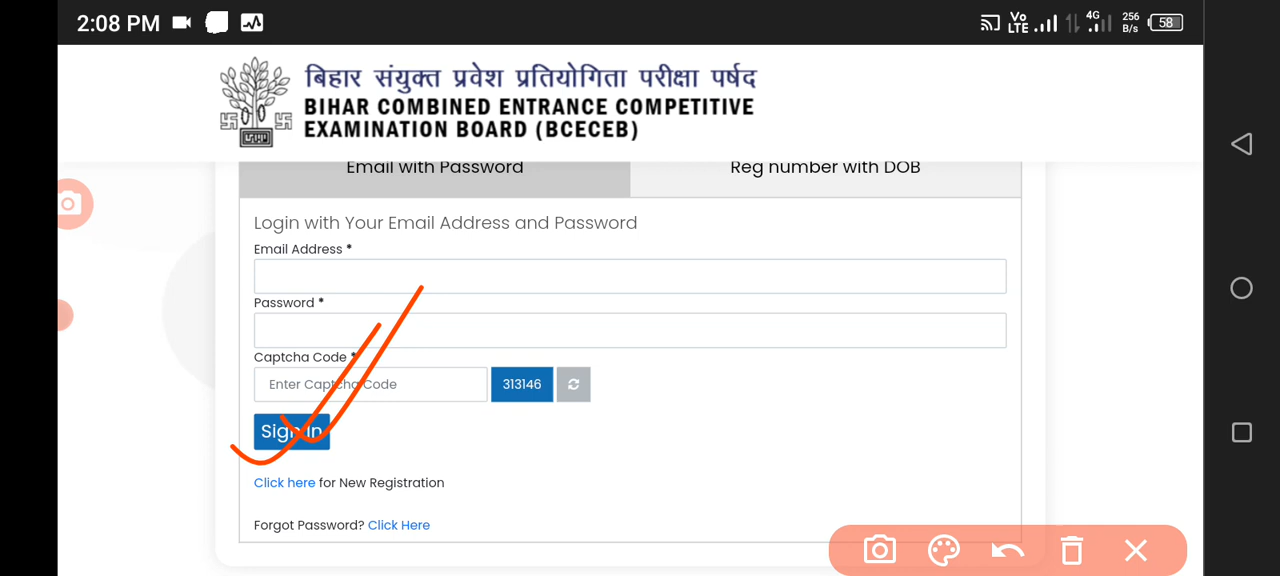 2:08 PM
Vo LTE 4G 256 B/s 58
बिहार संयुक्त प्रवेश प्रतियोगिता परीक्षा पर्षद
BIHAR COMBINED ENTRANCE COMPETITIVE
EXAMINATION BOARD (BCECEB)
Email with Password Reg number with DOB
Login with Your Email Address and Password
Email Address *
Password *
Captcha Code *
Enter Captcha Code 313146
Sign In
Click here for New Registration
Forgot Password? Click Here